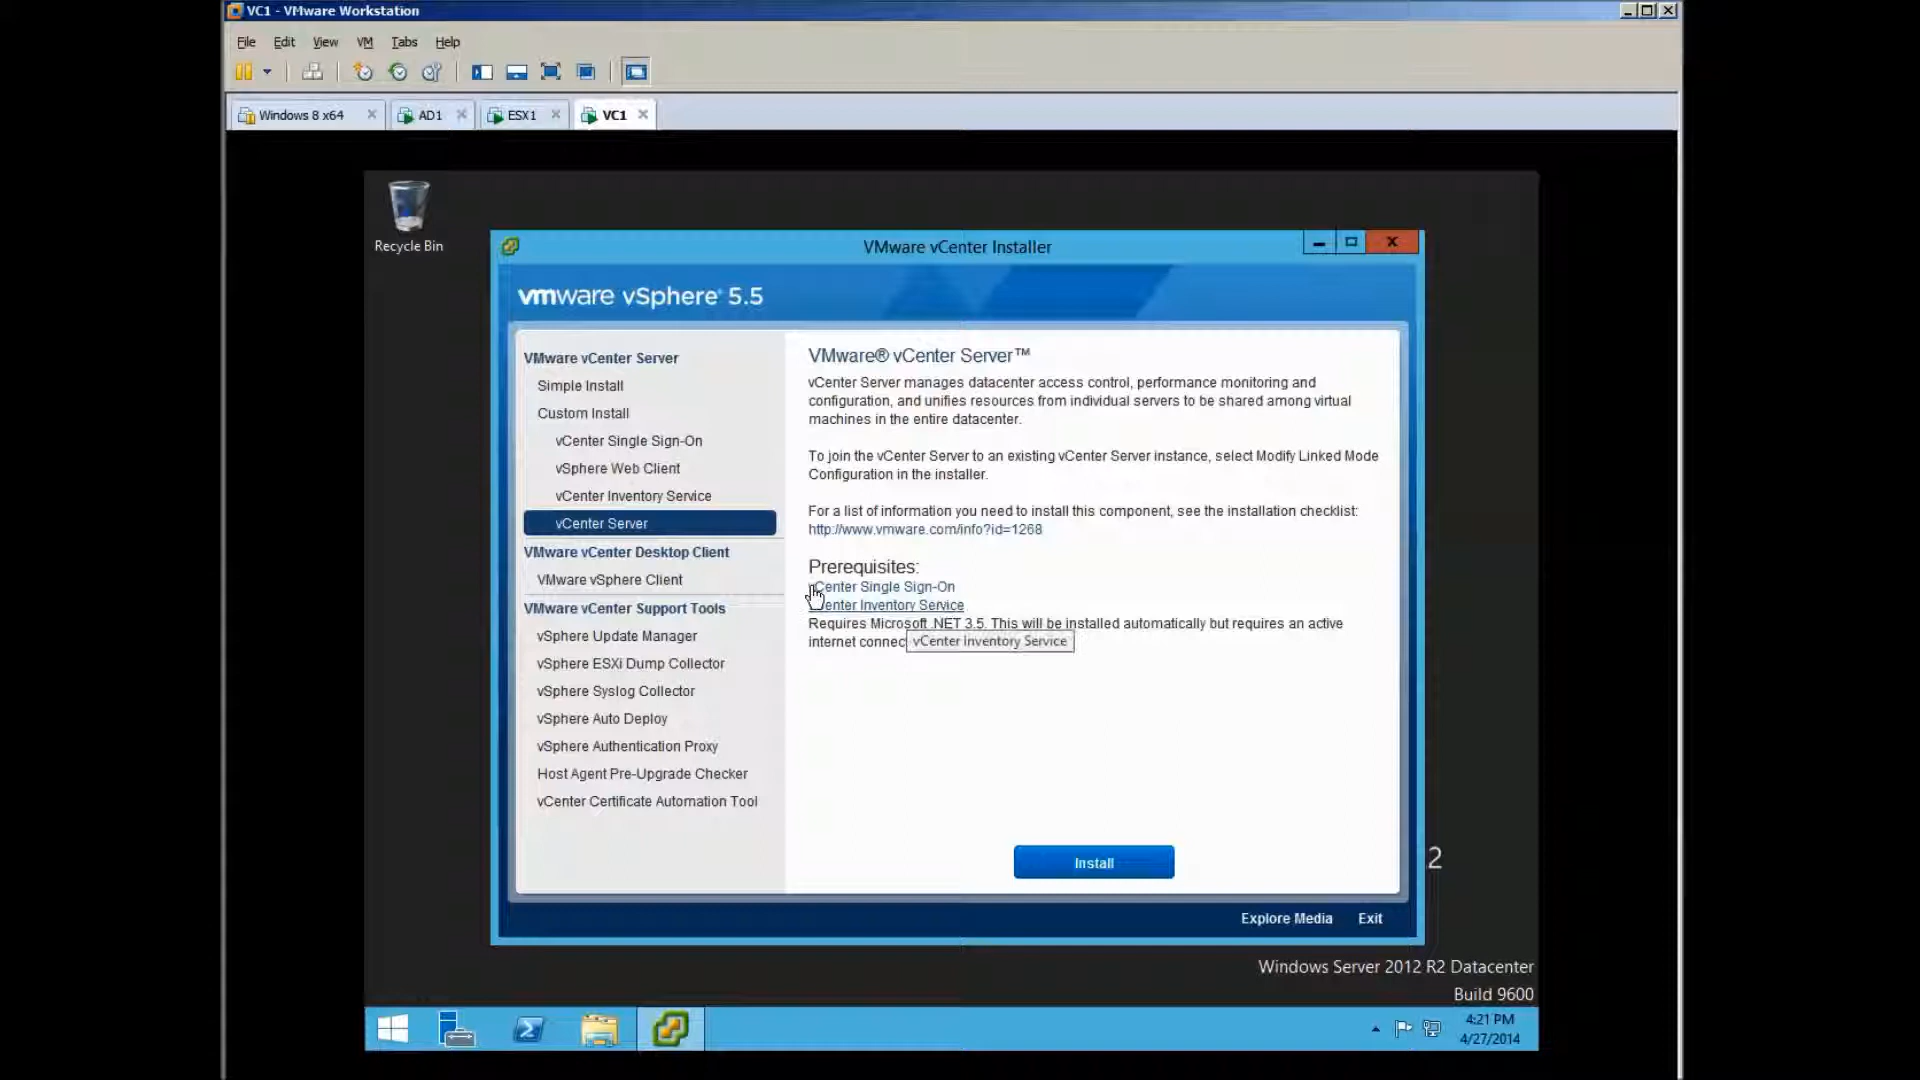 VC1 - VMware Workstation
File Edit View VM Tabs Help
Windows 8 x64 AD1 ESX1 VC1
Recycle Bin
VMware vCenter Installer
vmware vSphere® 5.5
VMware vCenter Server
Simple Install
Custom Install
vCenter Single Sign-On
vSphere Web Client
vCenter Inventory Service
vCenter Server
VMware vCenter Desktop Client
VMware vSphere Client
VMware vCenter Support Tools
vSphere Update Manager
vSphere ESXi Dump Collector
vSphere Syslog Collector
vSphere Auto Deploy
vSphere Authentication Proxy
Host Agent Pre-Upgrade Checker
vCenter Certificate Automation Tool
VMware® vCenter Server™
vCenter Server manages datacenter access control, performance monitoring and
configuration, and unifies resources from individual servers to be shared among virtual
machines in the entire datacenter.
To join the vCenter Server to an existing vCenter Server instance, select Modify Linked Mode
Configuration in the installer.
For a list of information you need to install this component, see the installation checklist:
http://www.vmware.com/info?id=1268
Prerequisites:
vCenter Single Sign-On
vCenter Inventory Service
Requires Microsoft .NET 3.5. This will be installed automatically but requires an active
internet connec
vCenter Inventory Service
Install
Explore Media Exit
2
Windows Server 2012 R2 Datacenter
Build 9600
4:21 PM
4/27/2014